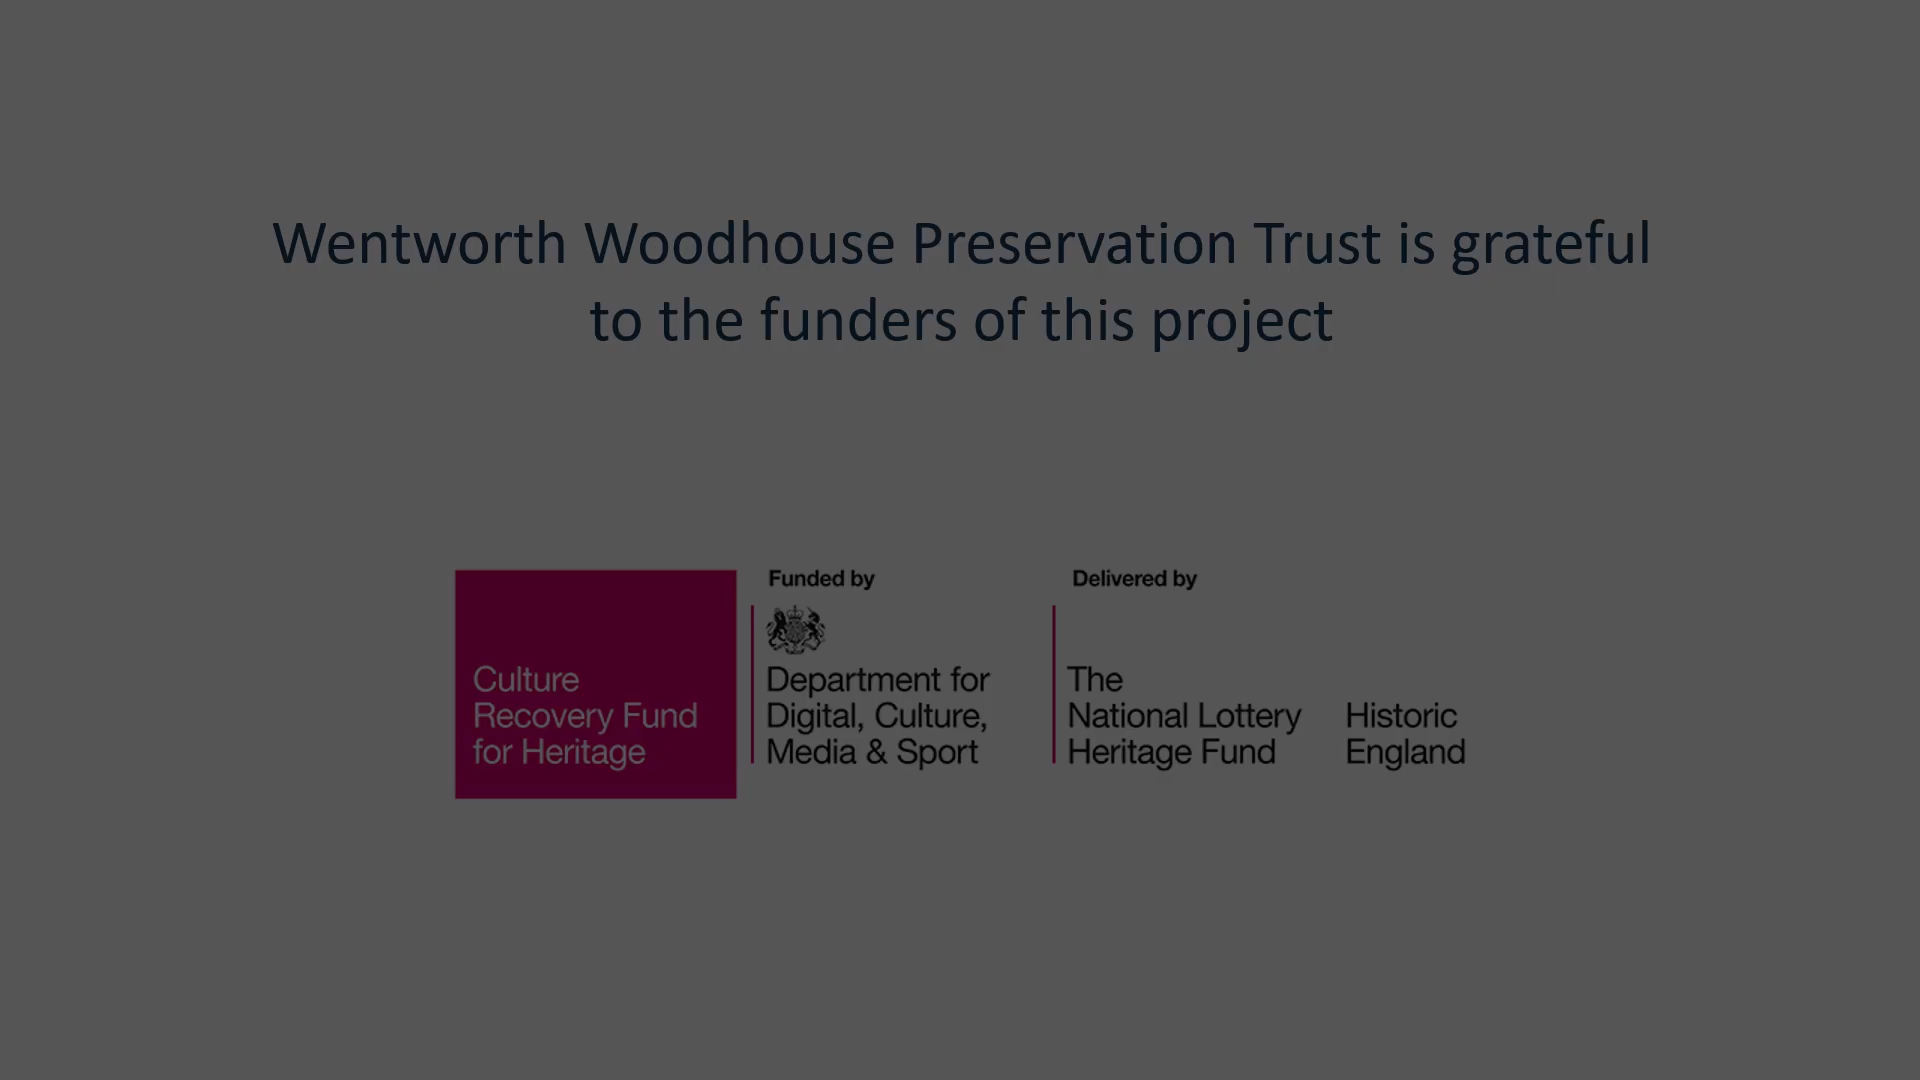 Wentworth Woodhouse Preservation Trust is grateful
to the funders of this project
Culture
Recovery Fund
for Heritage
Funded by
Department for
Digital, Culture,
Media & Sport
Delivered by
The
National Lottery
Heritage Fund
Historic
England